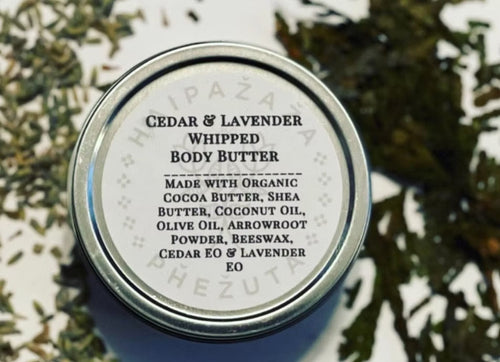 HAIPAŽAŽA
CEDAR & LAVENDER
WHIPPED
BODY BUTTER
MADE WITH ORGANIC
COCOA BUTTER, SHEA
BUTTER, COCONUT OIL,
OLIVE OIL, ARROWROOT
POWDER, BEESWAX,
CEDAR EO & LAVENDER
EO
PHEŽUTA